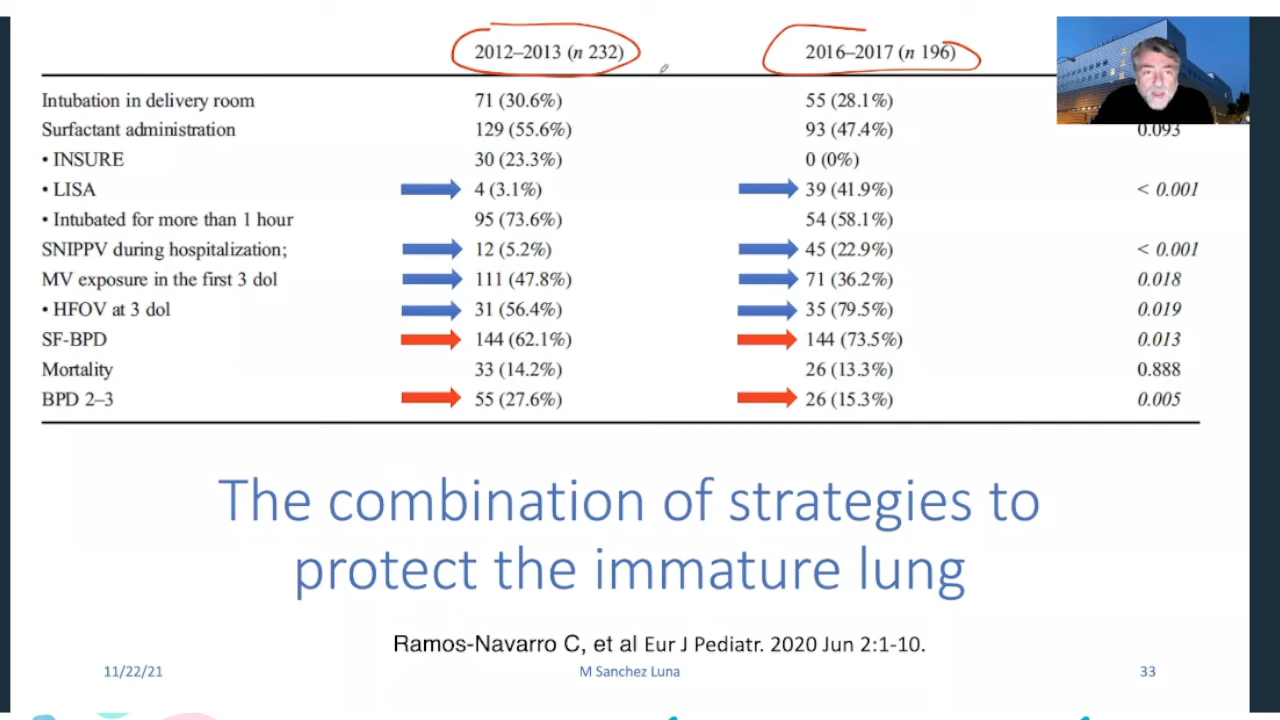 2012–2013 (n 232) 2016–2017 (n 196)
Intubation in delivery room 71 (30.6%) 55 (28.1%)
Surfactant administration 129 (55.6%) 93 (47.4%) 0.093
• INSURE 30 (23.3%) 0 (0%)
• LISA 4 (3.1%) 39 (41.9%) < 0.001
• Intubated for more than 1 hour 95 (73.6%) 54 (58.1%)
SNIPPV during hospitalization; 12 (5.2%) 45 (22.9%) < 0.001
MV exposure in the first 3 dol 111 (47.8%) 71 (36.2%) 0.018
• HFOV at 3 dol 31 (56.4%) 35 (79.5%) 0.019
SF-BPD 144 (62.1%) 144 (73.5%) 0.013
Mortality 33 (14.2%) 26 (13.3%) 0.888
BPD 2–3 55 (27.6%) 26 (15.3%) 0.005
The combination of strategies to
protect the immature lung
Ramos-Navarro C, et al Eur J Pediatr. 2020 Jun 2:1-10.
11/22/21 M Sanchez Luna 33